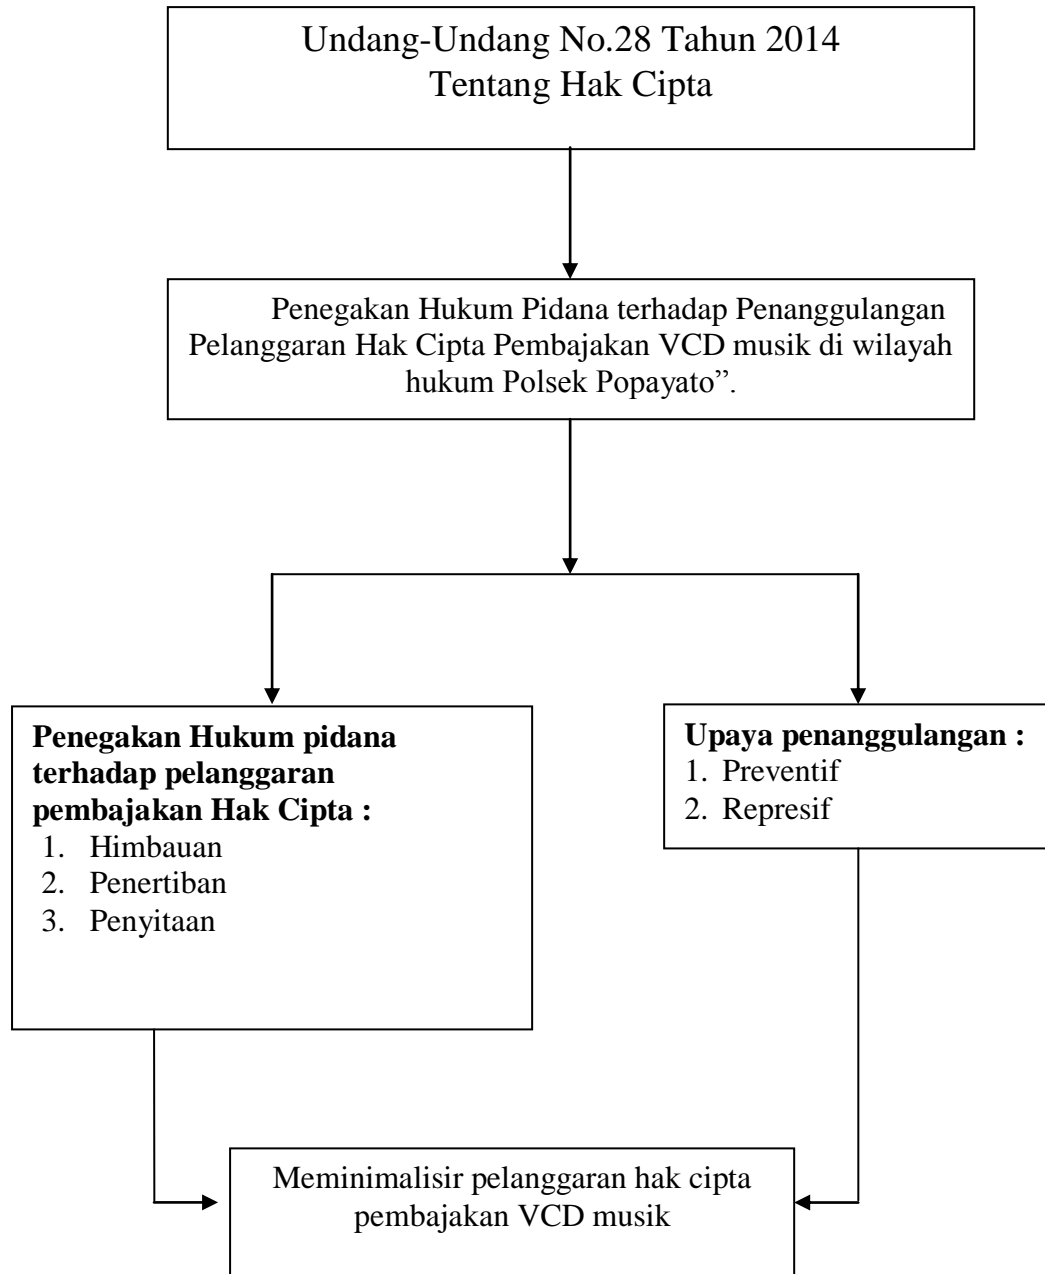 Undang-Undang No.28 Tahun 2014
Tentang Hak Cipta
Penegakan Hukum Pidana terhadap Penanggulangan
Pelanggaran Hak Cipta Pembajakan VCD musik di wilayah
hukum Polsek Popayato”.
Penegakan Hukum pidana
terhadap pelanggaran
pembajakan Hak Cipta :
1. Himbauan
2. Penertiban
3. Penyitaan
Upaya penanggulangan :
1. Preventif
2. Represif
Meminimalisir pelanggaran hak cipta
pembajakan VCD musik